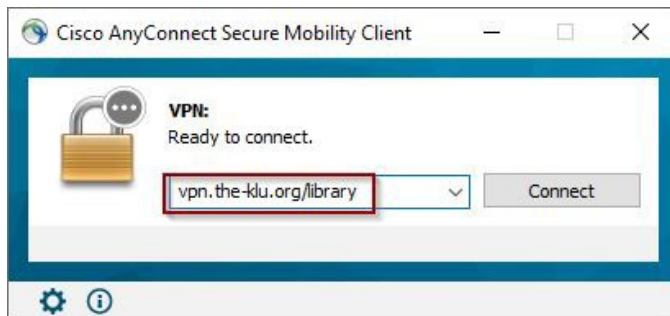 Cisco AnyConnect Secure Mobility Client
VPN:
Ready to connect.
vpn.the-klu.org/library
Connect